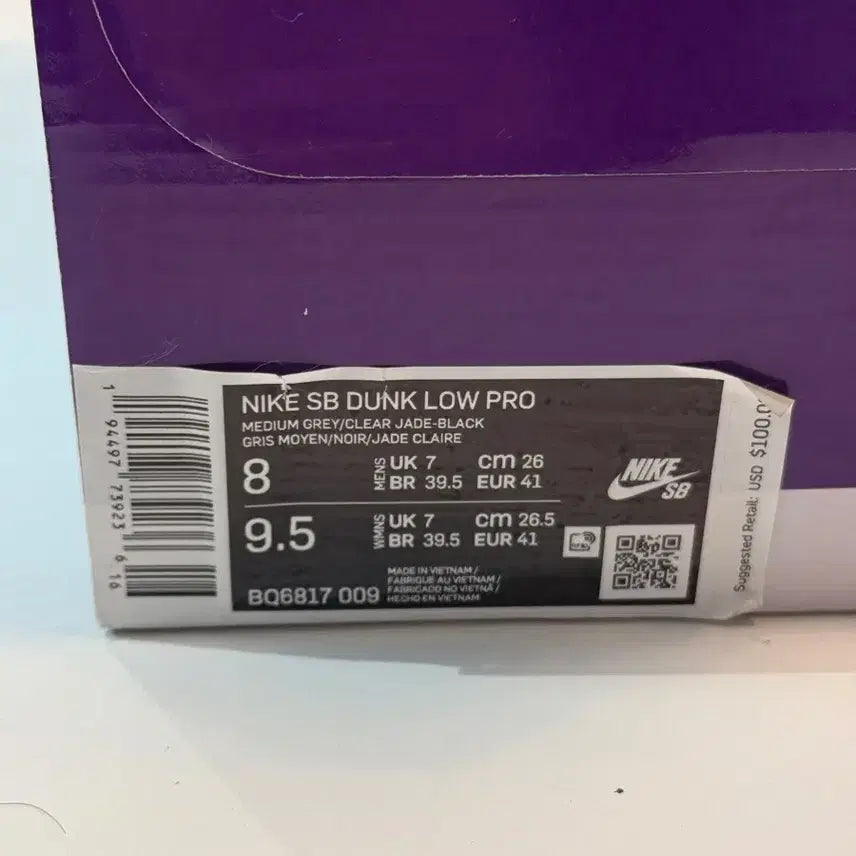 NIKE SB DUNK LOW PRO
MEDIUM GREY/CLEAR JADE-BLACK
GRIS MOYEN/NOIR/JADE CLAIRE
8 MENS UK 7 cm 26
BR 39.5 EUR 41
9.5 WMNS UK 7 cm 26.5
BR 39.5 EUR 41
BQ6817 009
MADE IN VIETNAM /
FABRIQUE AU VIETNAM /
FABRICADO NO VIETNÃ /
HECHO EN VIETNAM
NIKE
SB
Suggested Retail: USD $100.0
1 94497 73923 6 16